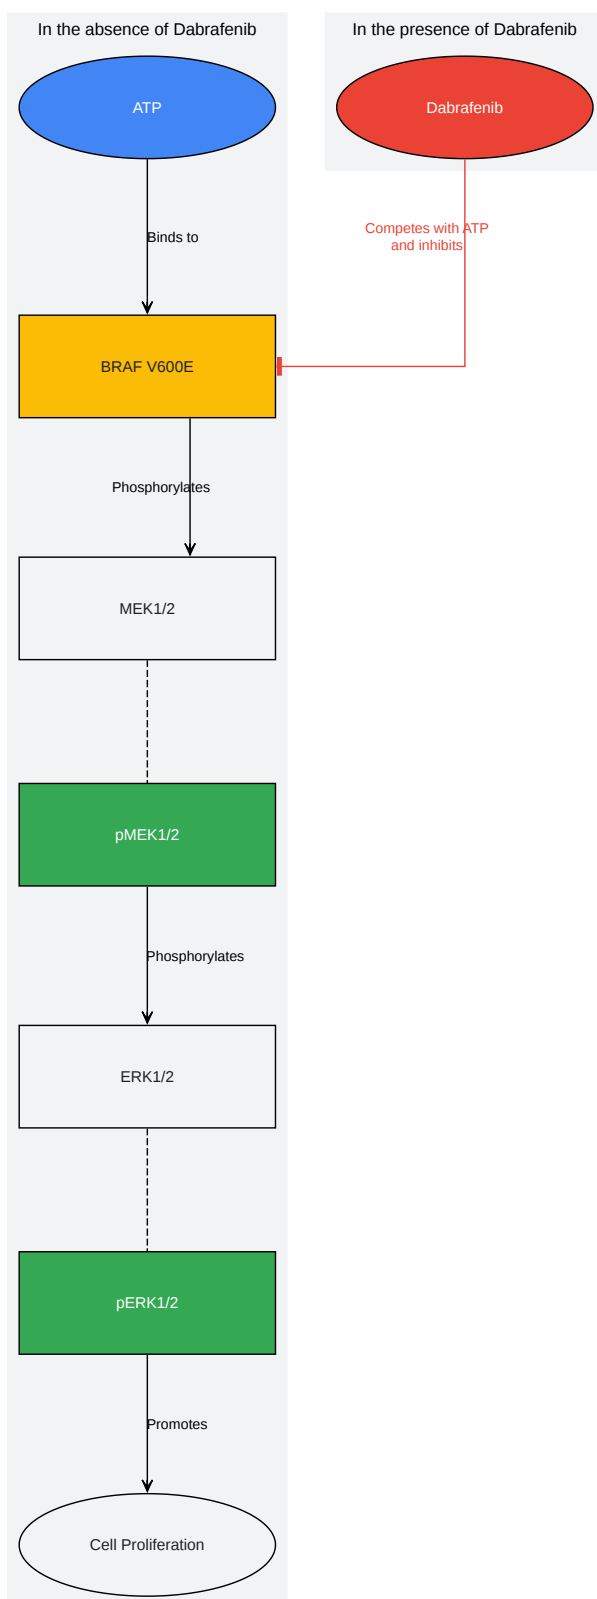 In the absence of Dabrafenib
In the presence of Dabrafenib
ATP
Dabrafenib
Binds to
Competes with ATP
and inhibits
BRAF V600E
Phosphorylates
MEK1/2
pMEK1/2
Phosphorylates
ERK1/2
pERK1/2
Promotes
Cell Proliferation